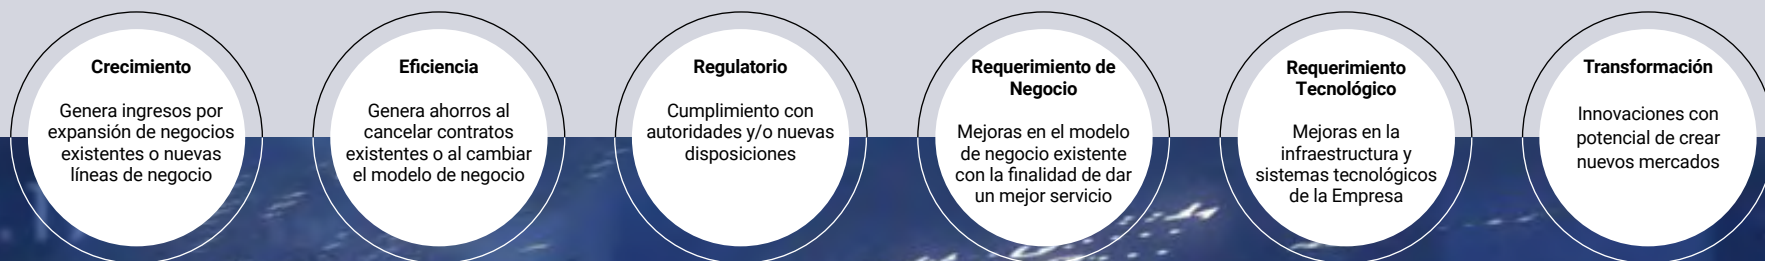 Crecimiento
Genera ingresos por
expansión de negocios
existentes o nuevas
líneas de negocio
Eficiencia
Genera ahorros al
cancelar contratos
existentes o al cambiar
el modelo de negocio
Regulatorio
Cumplimiento con
autoridades y/o nuevas
disposiciones
Requerimiento de
Negocio
Mejoras en el modelo
de negocio existente
con la finalidad de dar
un mejor servicio
Requerimiento
Tecnológico
Mejoras en la
infraestructura y
sistemas tecnológicos
de la Empresa
Transformación
Innovaciones con
potencial de crear
nuevos mercados